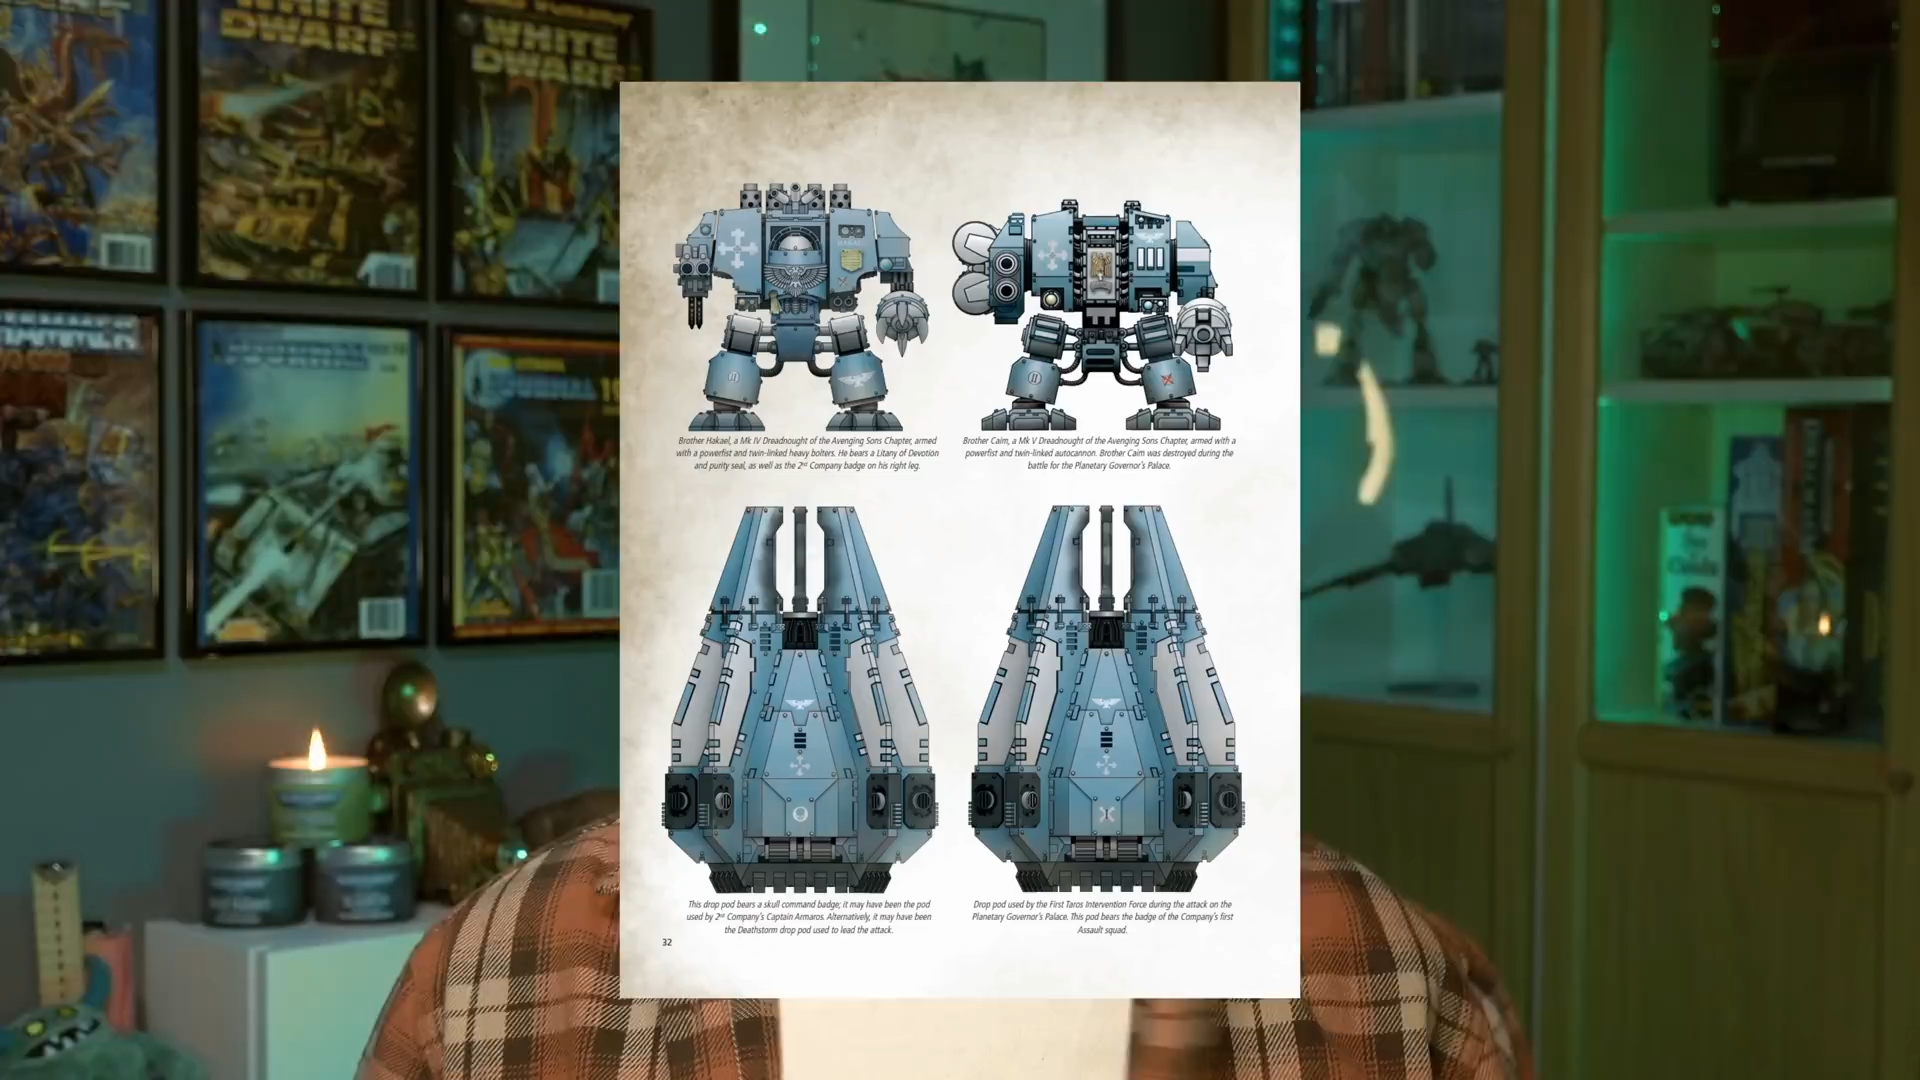 WHITE
DWARF
WHITE
DWARF
JOURNAL
JOURNAL
Brother Hakael, a Mk IV Dreadnought of the Avenging Sons Chapter, armed
with a powerfist and twin-linked heavy bolters. He bears a Litany of Devotion
and purity seal, as well as the 2nd Company badge on his right leg.
Brother Caim, a Mk V Dreadnought of the Avenging Sons Chapter, armed with a
powerfist and twin-linked autocannon. Brother Caim was destroyed during the
battle for the Planetary Governor's Palace.
This drop pod bears a skull command badge; it may have been the pod
used by 2nd Company's Captain Armaros. Alternatively, it may have been
the Deathstorm drop pod used to lead the attack.
Drop pod used by the First Taros Intervention Force during the attack on the
Planetary Governor's Palace. This pod bears the badge of the Company's first
Assault squad.
32